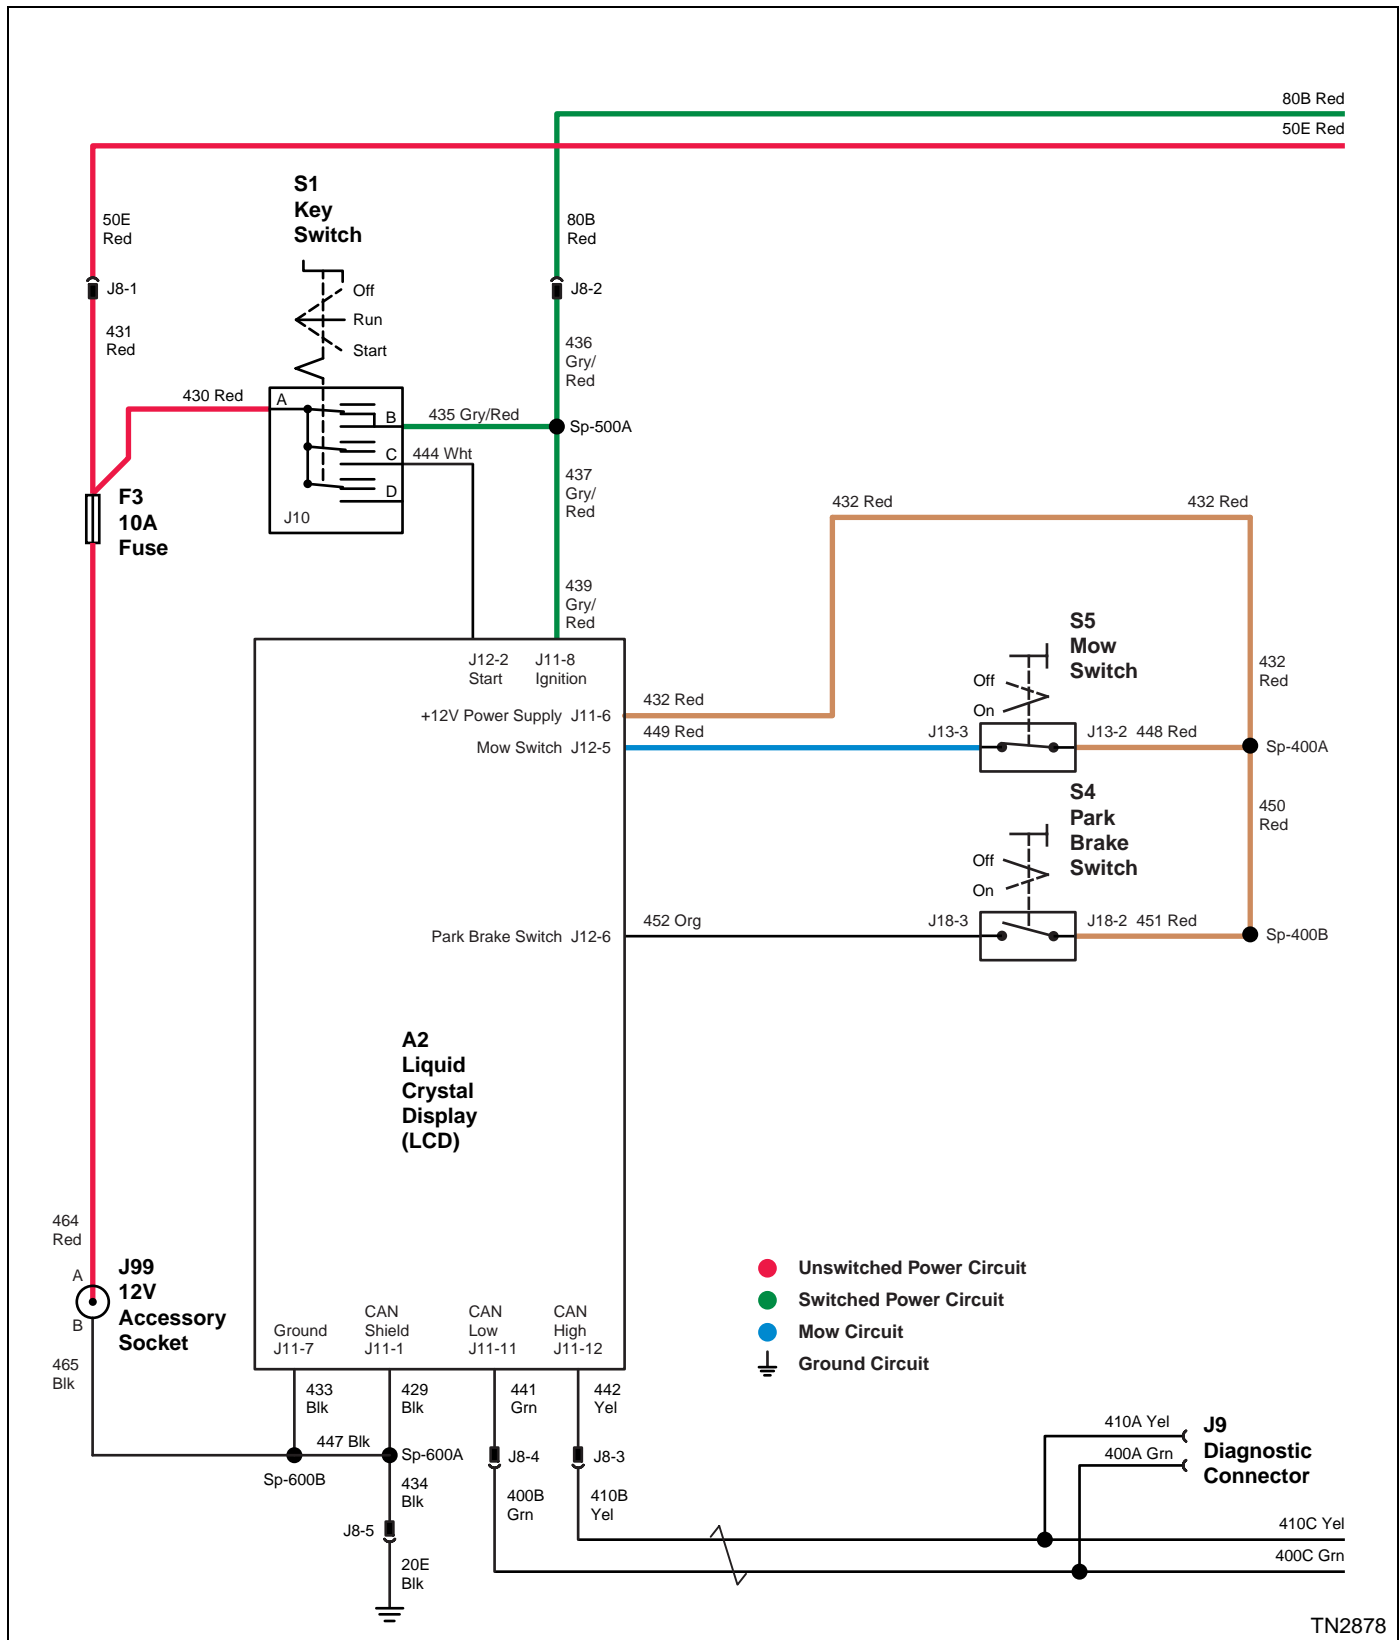 80B Red
50E Red
S1
Key
Switch
50E
Red
80B
Red
Off
J8-1
J8-2
Run
431
Red
436
Gry/
Red
Start
430 Red
A
B
435 Gry/Red
Sp-500A
C
444 Wht
437
Gry/
Red
D
J10
F3
10A
Fuse
432 Red
432 Red
439
Gry/
Red
S5
Mow
Switch
J12-2
Start
J11-8
Ignition
Off
On
432
Red
432 Red
+12V Power Supply J11-6
449 Red
Mow Switch J12-5
J13-3
J13-2 448 Red
Sp-400A
S4
Park
Brake
Switch
450
Red
Off
On
452 Org
J18-3
J18-2 451 Red
Park Brake Switch J12-6
Sp-400B
A2
Liquid
Crystal
Display
(LCD)
464
Red
A
B
J99
12V
Accessory
Socket
Unswitched Power Circuit
Switched Power Circuit
Mow Circuit
Ground Circuit
Ground
J11-7
CAN
Shield
J11-1
CAN
Low
J11-11
CAN
High
J11-12
465
Blk
433
Blk
429
Blk
441
Grn
442
Yel
410A Yel
400A Grn
J9
Diagnostic
Connector
447 Blk
Sp-600A
Sp-600B
J8-4
J8-3
434
Blk
400B
Grn
410B
Yel
J8-5
410C Yel
400C Grn
20E
Blk
TN2878